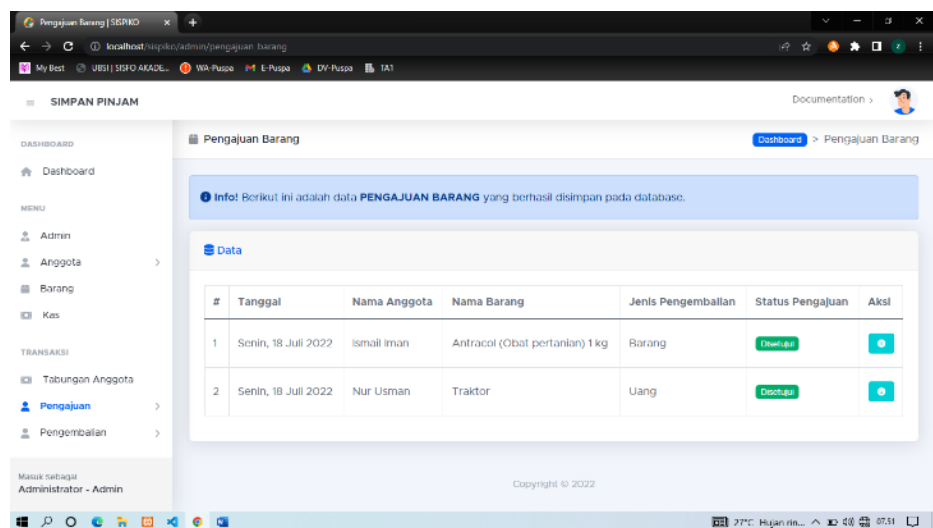 Pengajuan Barang | SISPIKO
localhost/sispiko/admin/pengajuan_barang
My Best UBSI | SISFO AKADE... WA-Puspa E-Puspa DV-Puspa TA1
SIMPAN PINJAM
Documentation >
DASHBOARD
Dashboard
MENU
Admin
Anggota >
Barang
Kas
TRANSAKSI
Tabungan Anggota
Pengajuan >
Pengembalian >
Masuk sebagai
Administrator - Admin
Pengajuan Barang
Dashboard > Pengajuan Barang
Info! Berikut ini adalah data PENGAJUAN BARANG yang berhasil disimpan pada database.
Data
# Tanggal Nama Anggota Nama Barang Jenis Pengembalian Status Pengajuan Aksi
1 Senin, 18 Juli 2022 Ismail Iman Antracol (Obat pertanian) 1 kg Barang Disetujui
2 Senin, 18 Juli 2022 Nur Usman Traktor Uang Disetujui
Copyright © 2022
27°C Hujan rin... 07.51